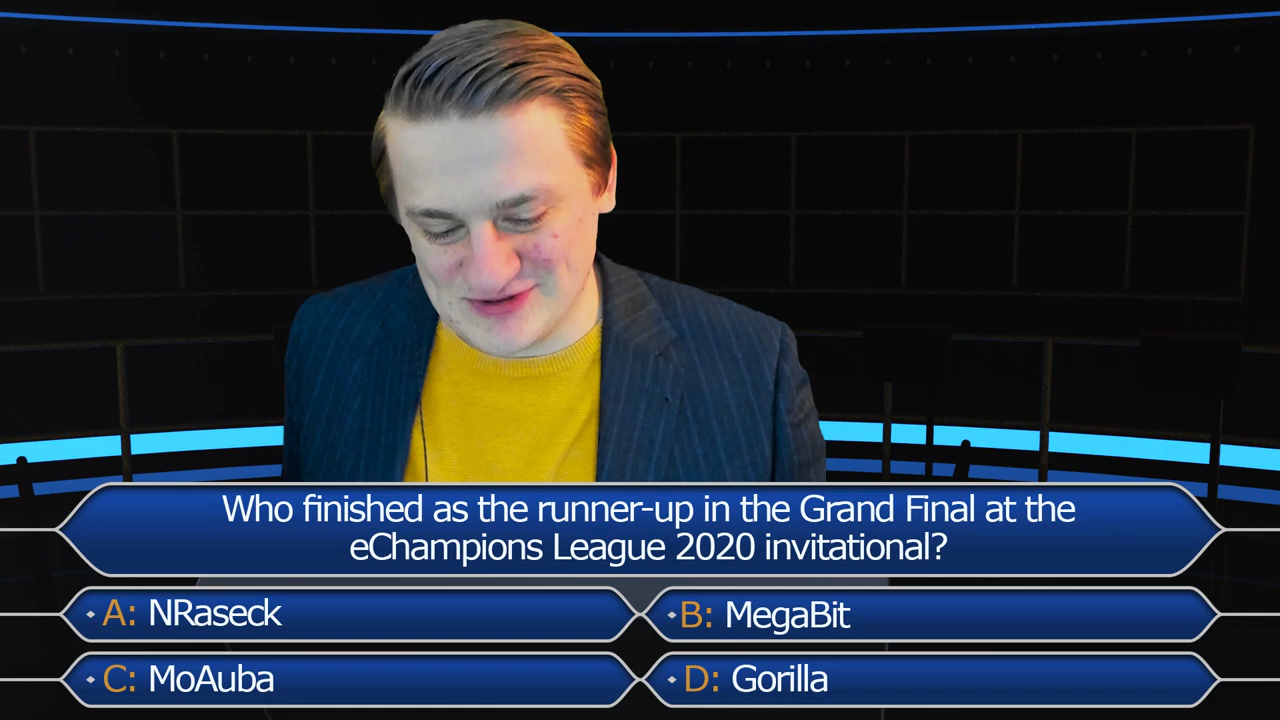 Who finished as the runner-up in the Grand Final at the
eChampions League 2020 invitational?
A: NRaseck
B: MegaBit
C: MoAuba
D: Gorilla